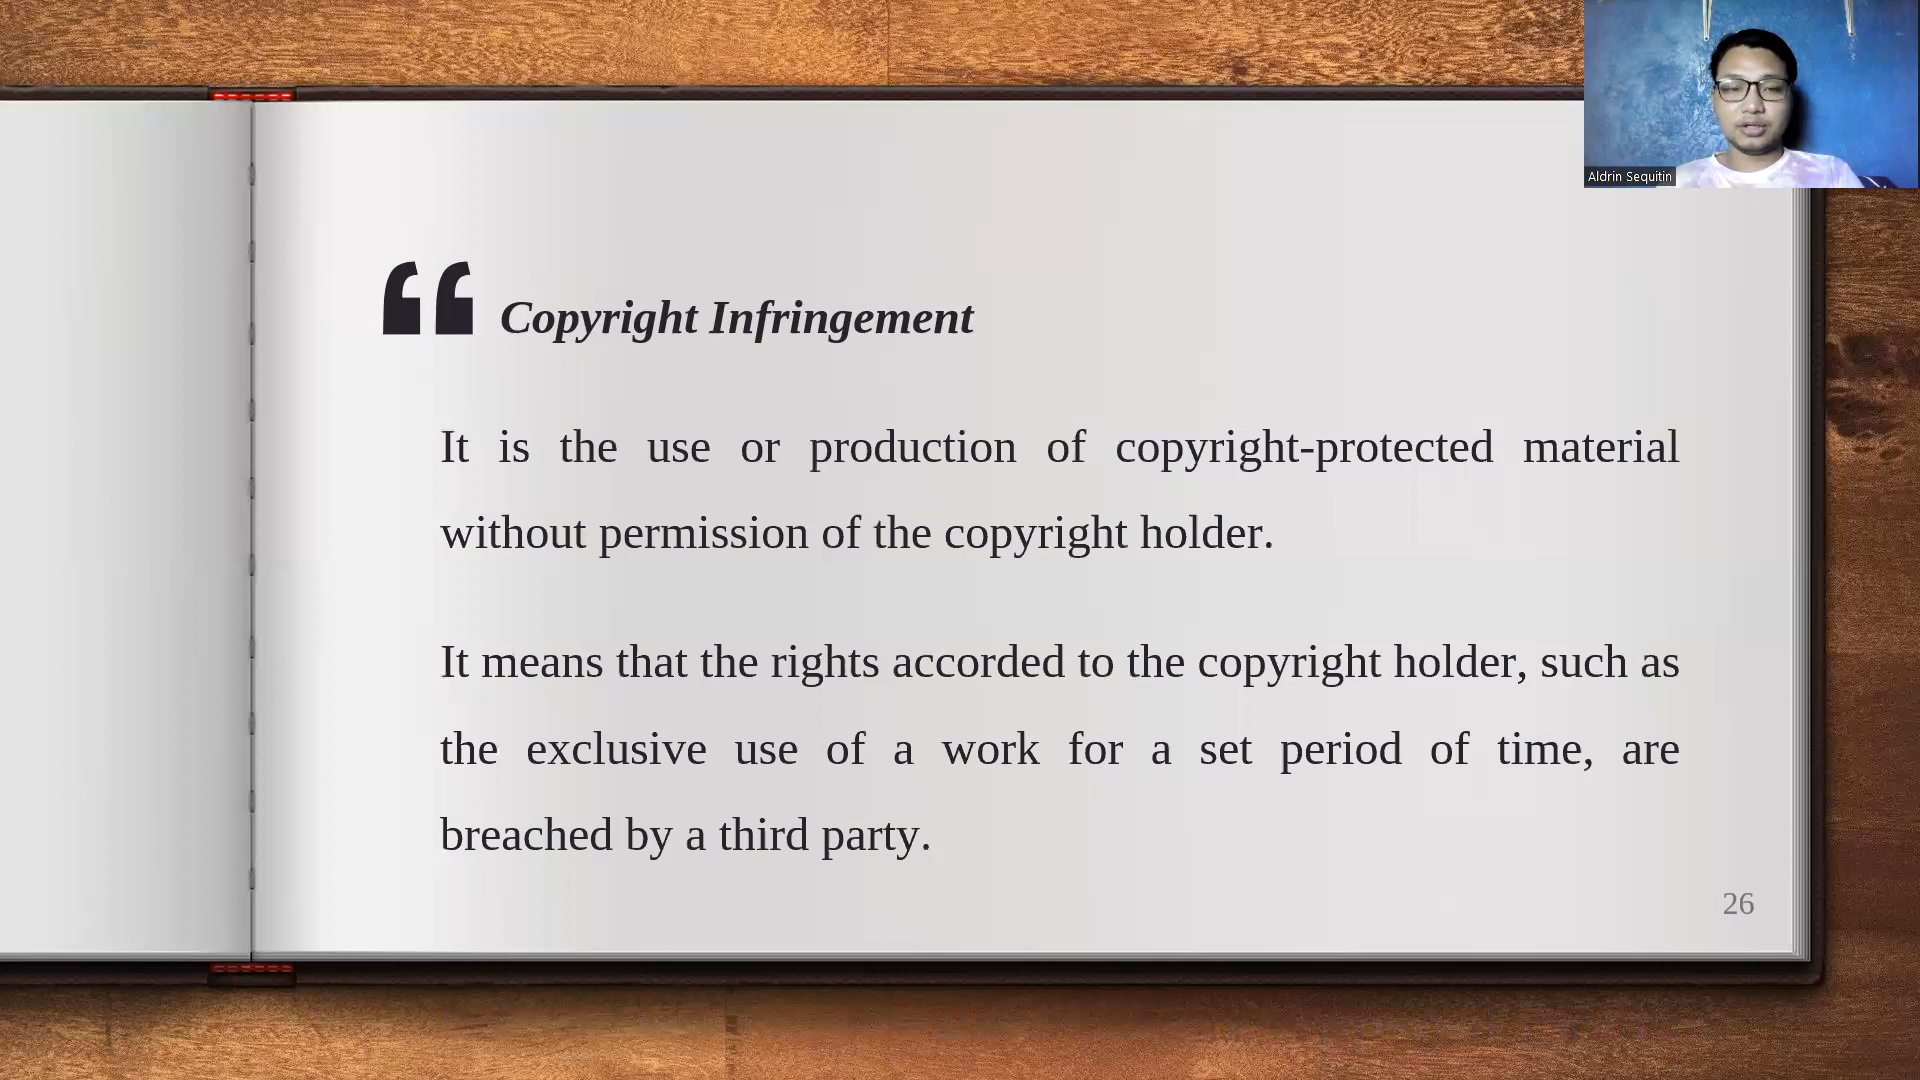 Aldrin Sequitin
“ Copyright Infringement
It is the use or production of copyright-protected material
without permission of the copyright holder.
It means that the rights accorded to the copyright holder, such as
the exclusive use of a work for a set period of time, are
breached by a third party.
26